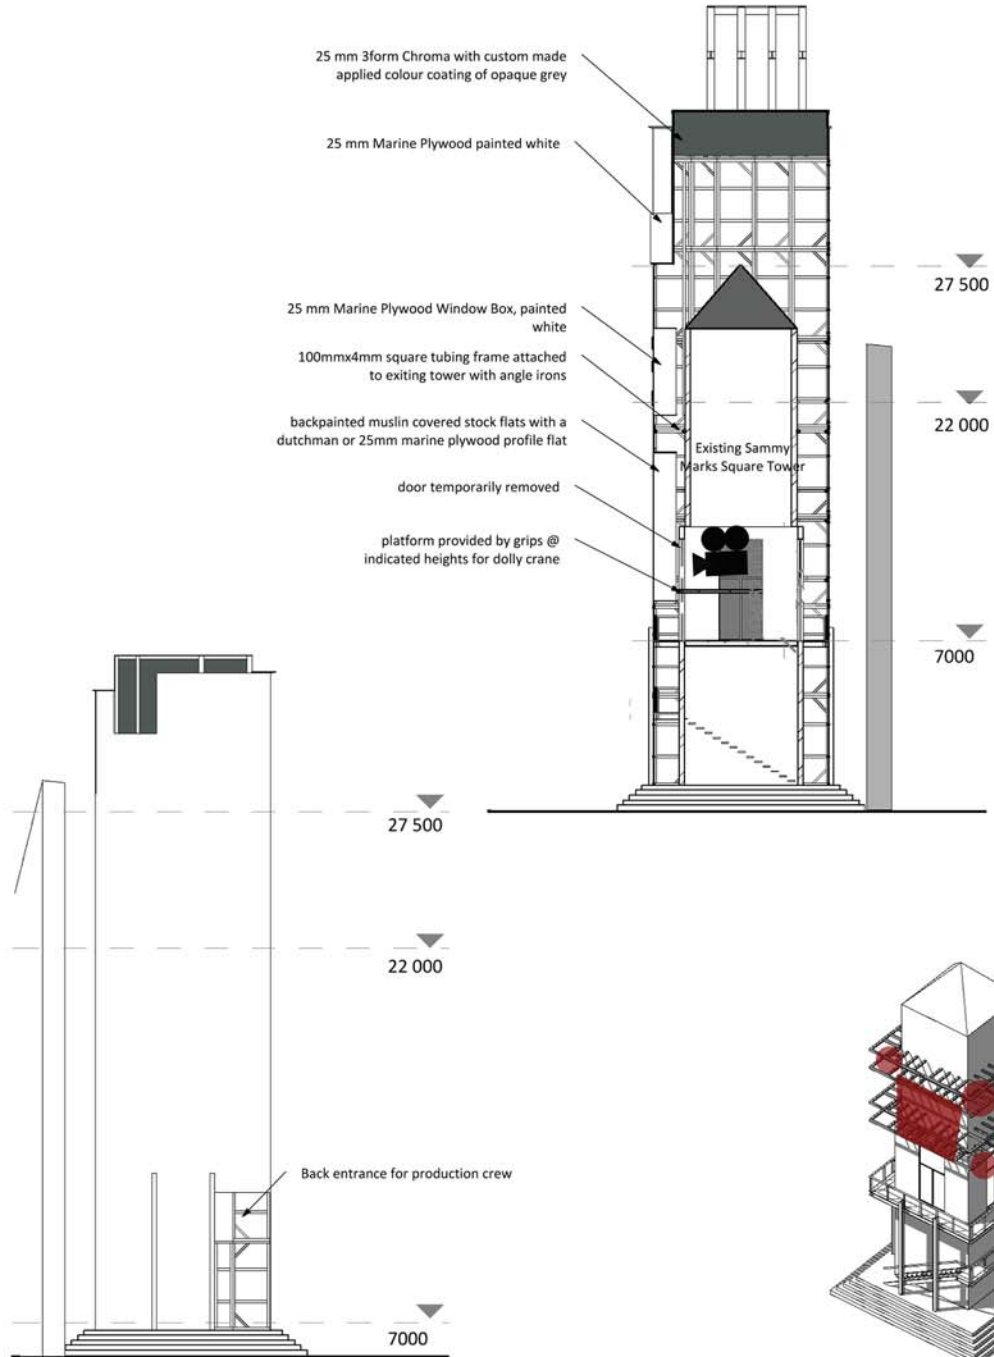 25 mm 3form Chroma with custom made
applied colour coating of opaque grey
25 mm Marine Plywood painted white
27 500
25 mm Marine Plywood Window Box, painted
white
100mmx4mm square tubing frame attached
to exiting tower with angle irons
22 000
backpainted muslin covered stock flats with a
dutchman or 25mm marine plywood profile flat
Existing Sammy
Marks Square Tower
door temporarily removed
platform provided by grips @
indicated heights for dolly crane
7000
27 500
22 000
Back entrance for production crew
7000